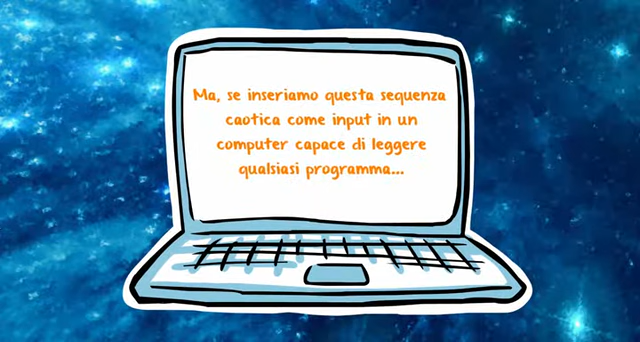 Ma, se inseriamo questa sequenza
caotica come input in un
computer capace di leggere
qualsiasi programma...